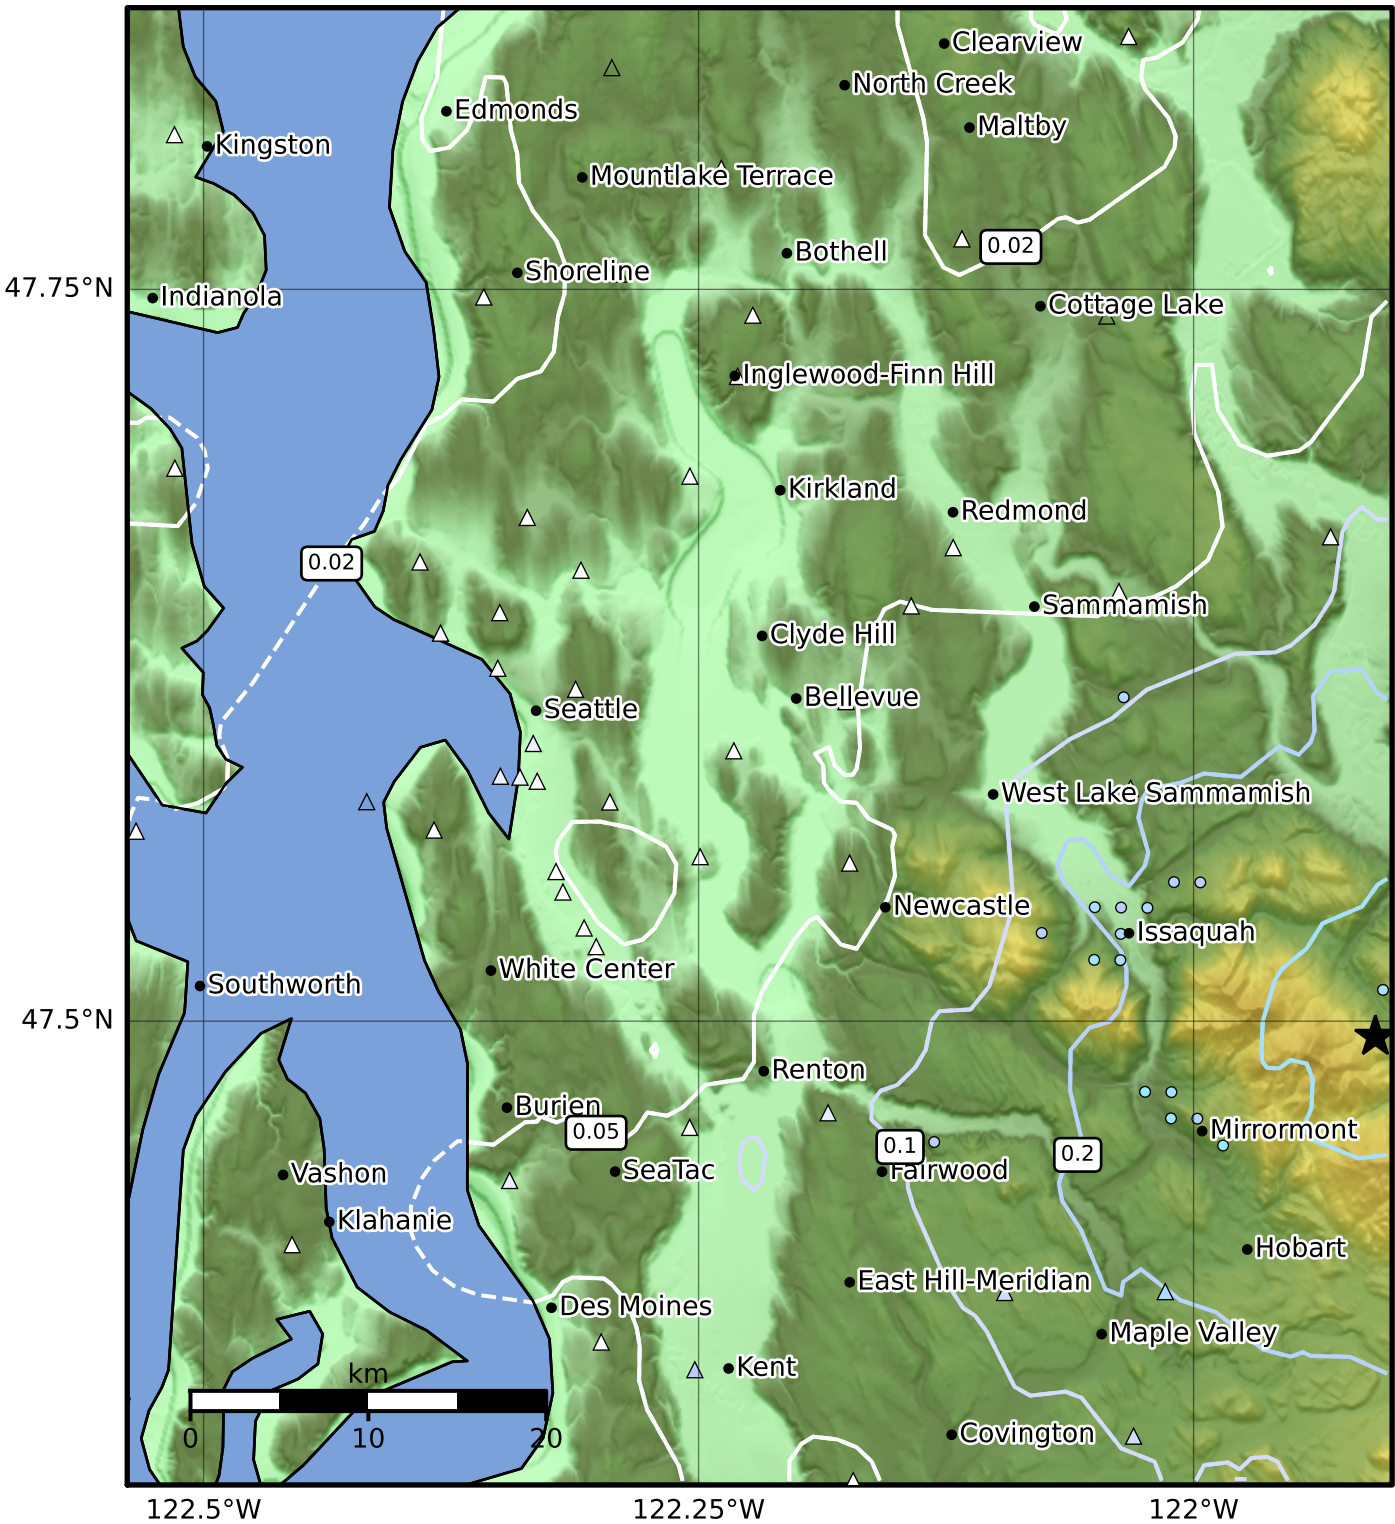 Clearview
North Creek
Edmonds
Maltby
Kingston
Mountlake Terrace
0.02
Bothell
Shoreline
47.75°N
Indianola
Cottage Lake
Inglewood-Finn Hill
Kirkland
Redmond
0.02
Sammamish
Clyde Hill
Bellevue
Seattle
West Lake Sammamish
Newcastle
Issaquah
White Center
Southworth
47.5°N
Renton
Burien
0.05
Mirrormont
0.1
0.2
SeaTac
Fairwood
Vashon
Klahanie
Hobart
East Hill-Meridian
Des Moines
Maple Valley
Kent
km
0 10 20
Covington
122.5°W 122.25°W 122°W